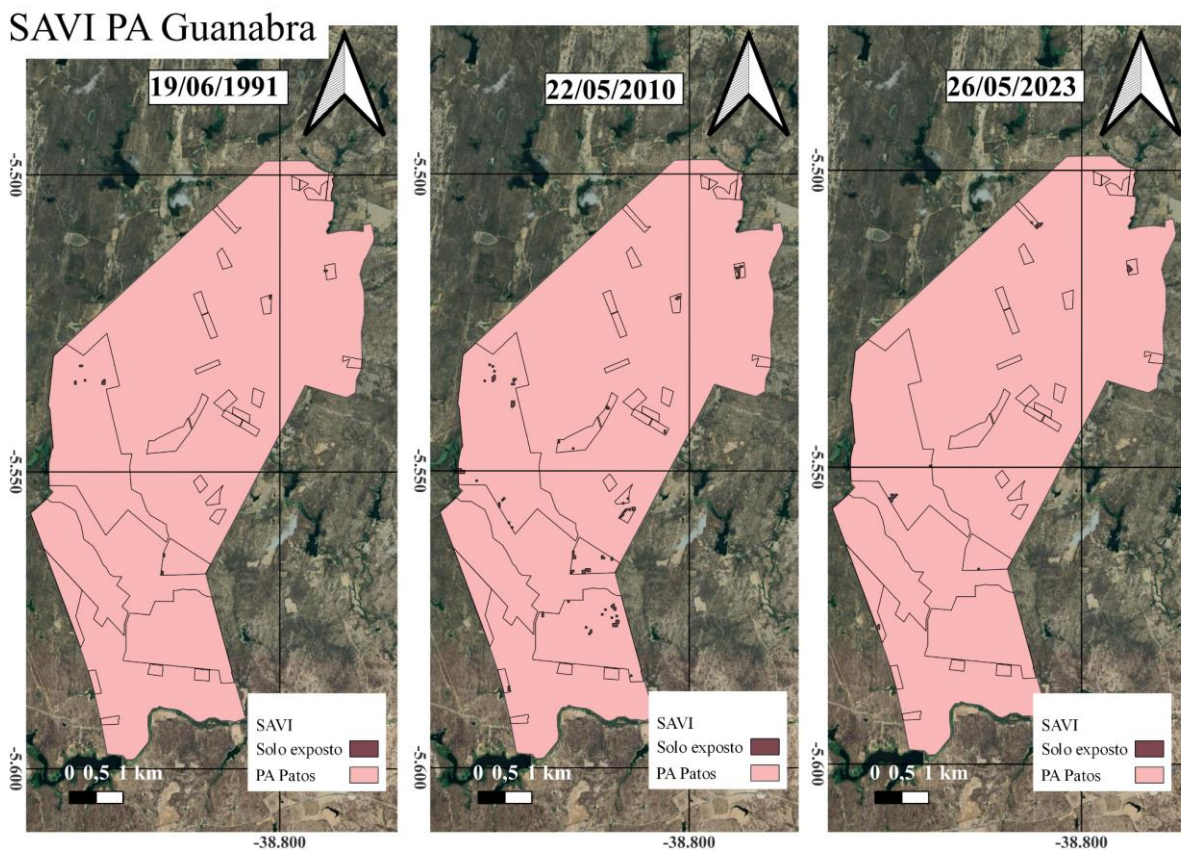 SAVI PA Guanabra
19/06/1991
-5.500
-5.550
-5.600
SAVI
Solo exposto
PA Patos
0 0,5 1 km
-38.800
22/05/2010
-5.500
-5.550
-5.600
SAVI
Solo exposto
PA Patos
0 0,5 1 km
-38.800
26/05/2023
-5.500
-5.550
-5.600
SAVI
Solo exposto
PA Patos
0 0,5 1 km
-38.800